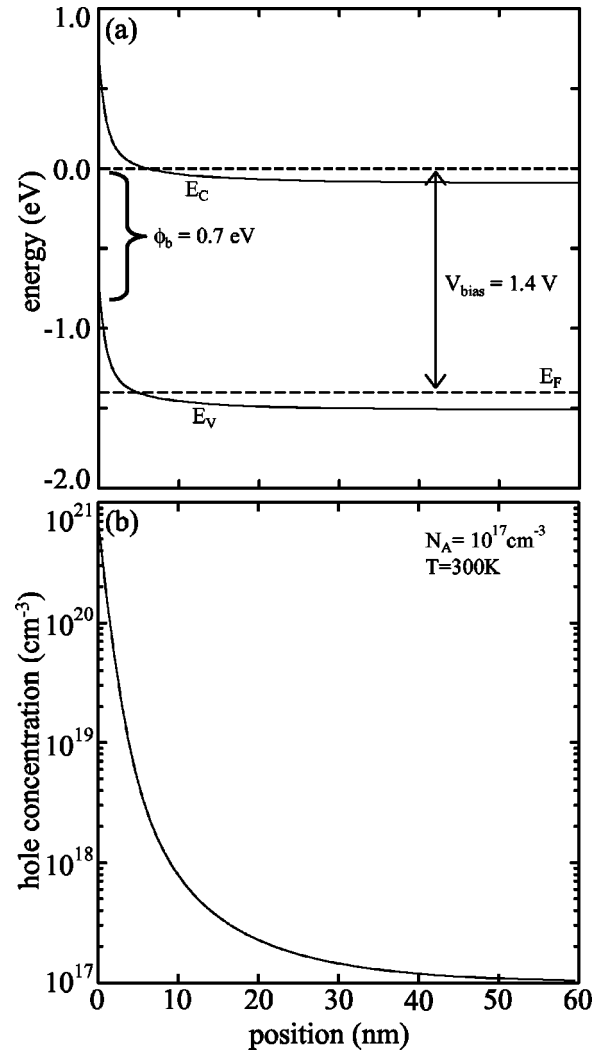 (a)
1.0
0.0
-1.0
-2.0
energy (eV)
E_C
ϕ_b = 0.7 eV
V_bias = 1.4 V
E_F
E_V
(b)
10^21
10^20
10^19
10^18
10^17
hole concentration (cm^-3)
N_A= 10^17cm^-3
T=300K
0 10 20 30 40 50 60
position (nm)